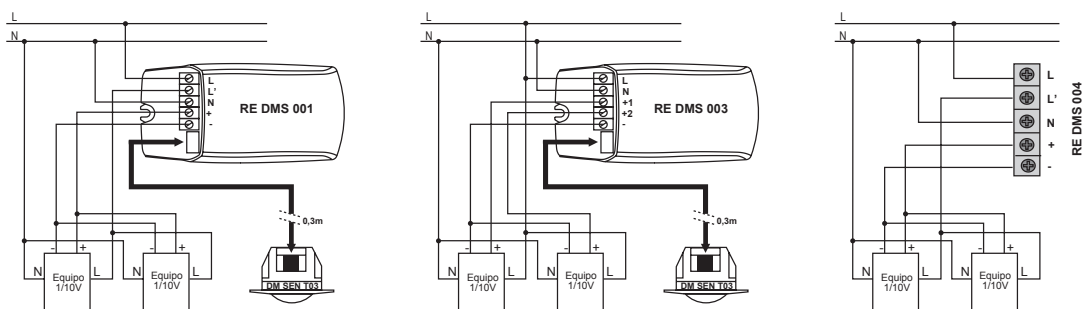 L
N
L
L'
N
+
-
RE DMS 001
0,3m
- +
- +
N Equipo 1/10V L
Equipo 1/10V L
DM SEN T03
L
N
L
N
+1
+2
-
RE DMS 003
0,3m
- +
- +
N Equipo 1/10V L
N Equipo 1/10V L
DM SEN T03
L
N
L
L'
N
+
-
RE DMS 004
- +
- +
N Equipo 1/10V L
N Equipo 1/10V L